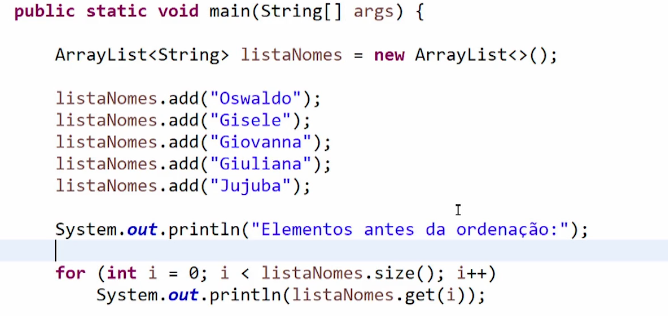 public static void main(String[] args) {
ArrayList<String> listaNomes = new ArrayList<>();
listaNomes.add("Oswaldo");
listaNomes.add("Gisele");
listaNomes.add("Giovanna");
listaNomes.add("Giuliana");
listaNomes.add("Jujuba");
System.out.println("Elementos antes da ordenação:");
for (int i = 0; i < listaNomes.size(); i++)
System.out.println(listaNomes.get(i));